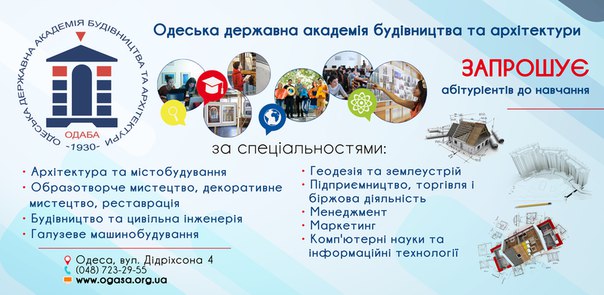 Одеська державна академія будівництва та архітектури
ОДЕСЬКА ДЕРЖАВНА АКАДЕМІЯ БУДІВНИЦТВА ТА АРХІТЕКТУРИ
ОДАБА
-1930-
ЗАПРОШУЄ
абітурієнтів до навчання
за спеціальностями:
• Архітектура та містобудування
• Образотворче мистецтво, декоративне
мистецтво, реставрація
• Будівництво та цивільна інженерія
• Галузеве машинобудування
• Геодезія та землеустрій
• Підприємництво, торгівля і
біржова діяльність
• Менеджмент
• Маркетинг
• Комп'ютерні науки та
інформаційні технології
Одеса, вул. Дідріхсона 4
(048) 723-29-55
www.ogasa.org.ua